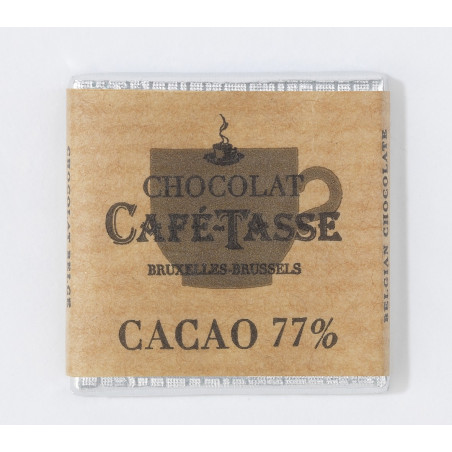 CHOCOLAT
CAFÉ-TASSE
BRUXELLES-BRUSSELS
CACAO 77%
BELGIAN CHOCOLATE
CHOCOLAT BELGE